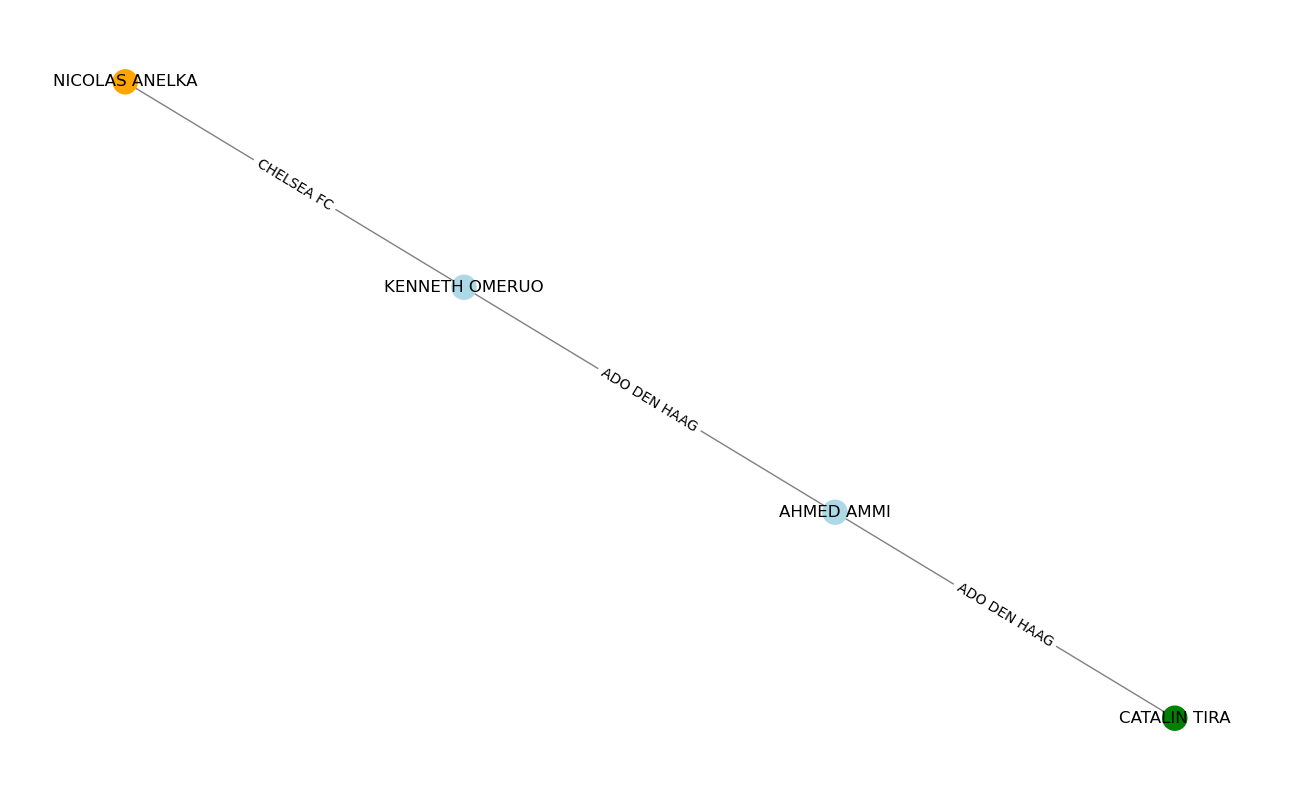 NICOLAS ANELKA
CHELSEA FC
KENNETH OMERUO
ADO DEN HAAG
AHMED AMMI
ADO DEN HAAG
CATALIN TIRA